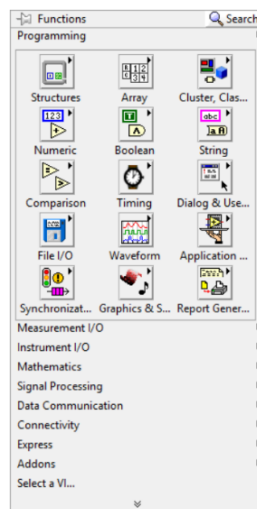 Functions Search
Programming
Structures Array Cluster, Clas...
Numeric Boolean String
Comparison Timing Dialog & Use...
File I/O Waveform Application ...
Synchronizat... Graphics & S... Report Gener...
Measurement I/O
Instrument I/O
Mathematics
Signal Processing
Data Communication
Connectivity
Express
Addons
Select a VI...